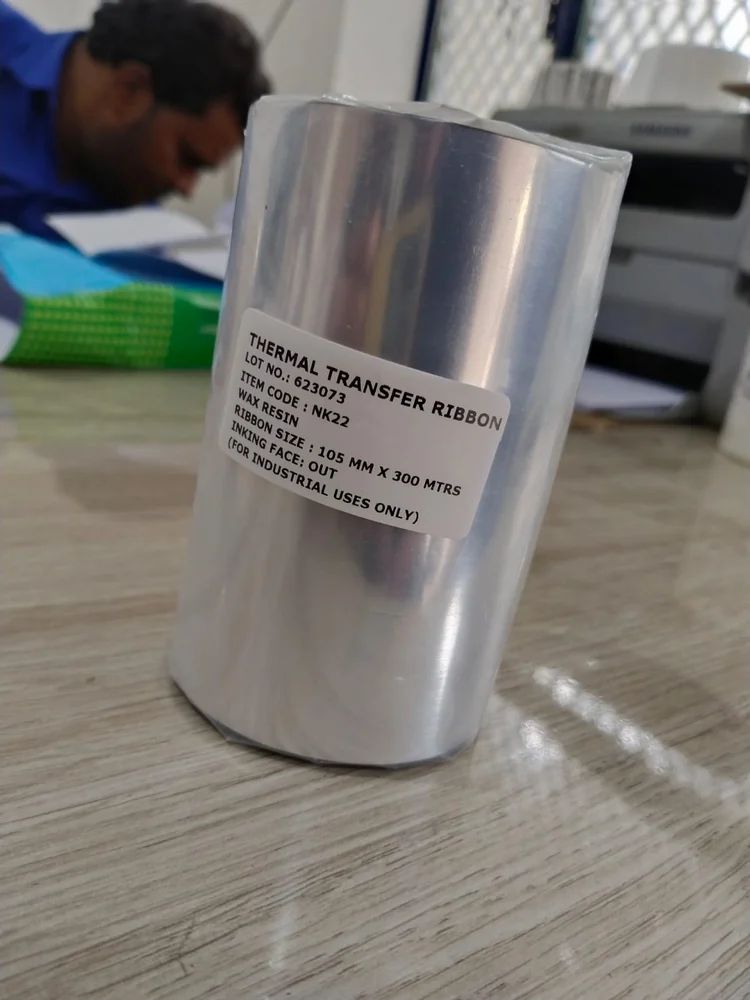 THERMAL TRANSFER RIBBON
LOT NO.: 623073
ITEM CODE : NK22
WAX RESIN
RIBBON SIZE : 105 MM X 300 MTRS
INKING FACE: OUT
(FOR INDUSTRIAL USES ONLY)